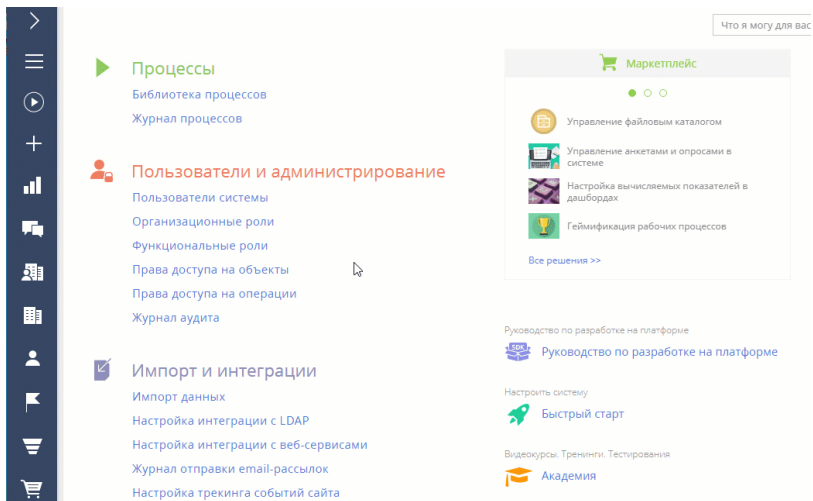 Что я могу для вас
Процессы
Библиотека процессов
Журнал процессов
Пользователи и администрирование
Пользователи системы
Организационные роли
Функциональные роли
Права доступа на объекты
Права доступа на операции
Журнал аудита
Импорт и интеграции
Импорт данных
Настройка интеграции с LDAP
Настройка интеграции с веб-сервисами
Журнал отправки email-рассылок
Настройка трекинга событий сайта
Маркетплейс
Управление файловым каталогом
Управление анкетами и опросами в
системе
Настройка вычисляемых показателей в
дашбордах
Геймификация рабочих процессов
Все решения >>
Руководство по разработке на платформе
SDK
Руководство по разработке на платформе
Настроить систему
Быстрый старт
Видеокурсы. Тренинги. Тестирования
Академия